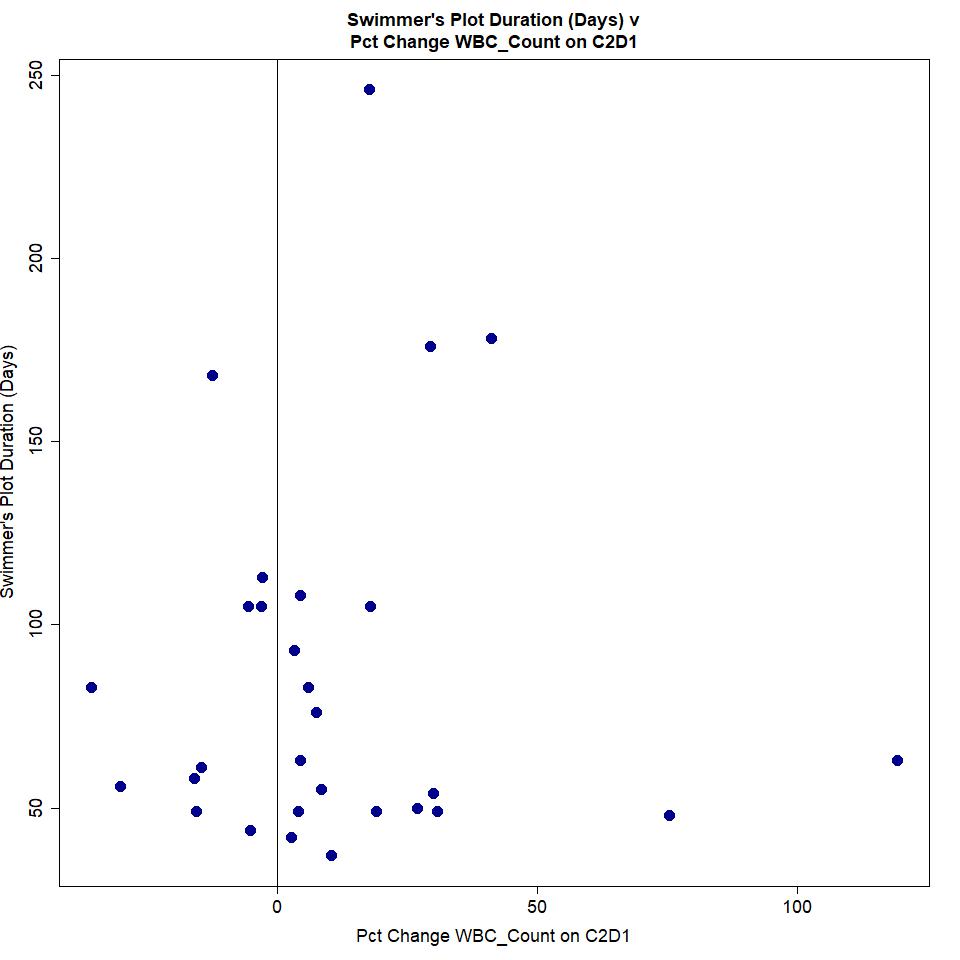 Swimmer's Plot Duration (Days) v
Pct Change WBC_Count on C2D1
Swimmer's Plot Duration (Days)
250
200
150
100
50
0
50
100
Pct Change WBC_Count on C2D1